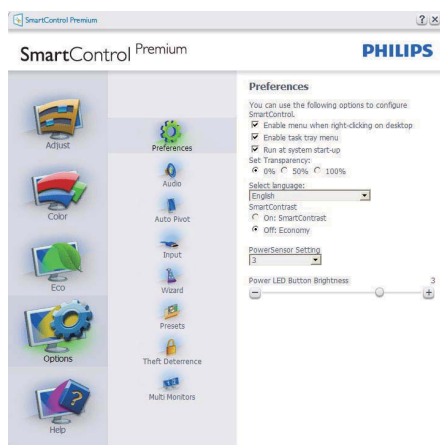 SmartControl Premium
SmartControl Premium
PHILIPS
Adjust
Color
Eco
Options
Help
Preferences
Audio
Auto Pivot
Input
Wizard
Presets
Theft Deterrence
Multi Monitors
Preferences
You can use the following options to configure
SmartControl.
Enable menu when right-clicking on desktop
Enable task tray menu
Run at system start-up
Set Transparency:
0% 50% 100%
Select language:
English
SmartContrast
On: SmartContrast
Off: Economy
PowerSensor Setting
3
Power LED Button Brightness 3